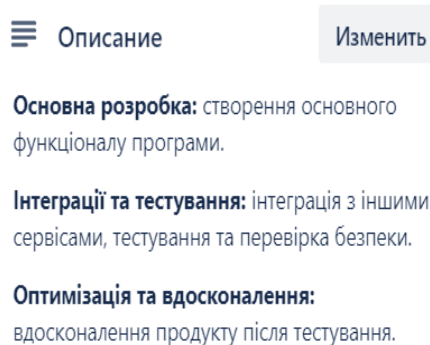 Описание
Изменить
Основна розробка: створення основного
функціоналу програми.
Інтеграції та тестування: інтеграція з іншими
сервісами, тестування та перевірка безпеки.
Оптимізація та вдосконалення:
вдосконалення продукту після тестування.